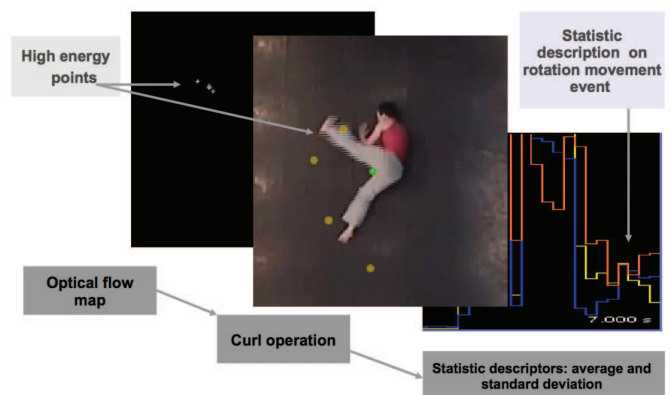 High energy
points
Statistic
description on
rotation movement
event
7.000 s
Optical flow
map
Curl operation
Statistic descriptors: average and
standard deviation